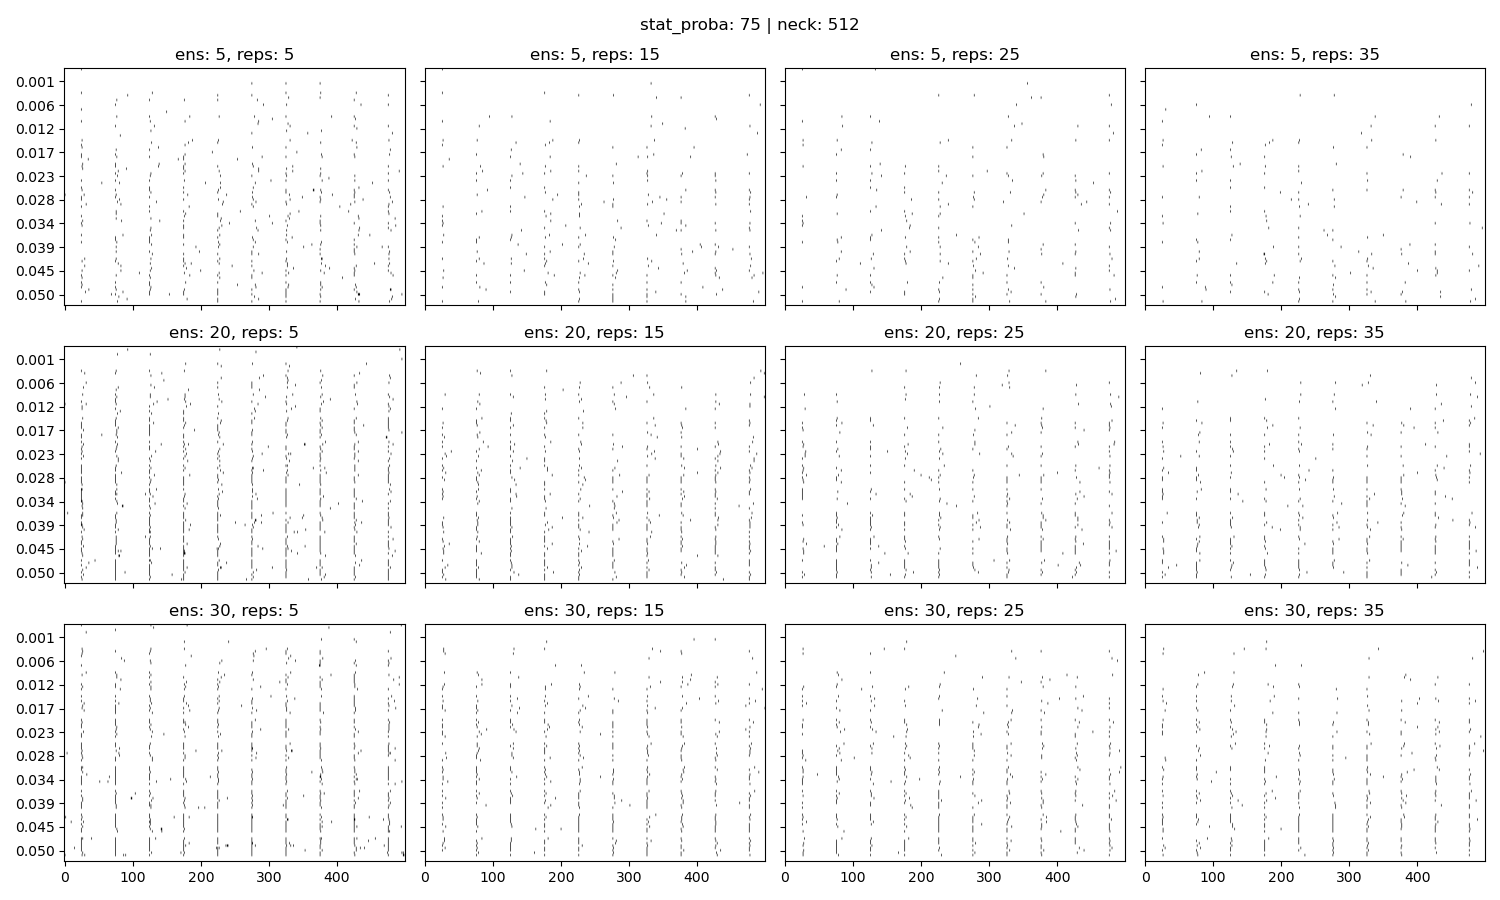 stat_proba: 75 | neck: 512
ens: 5, reps: 5
ens: 5, reps: 15
ens: 5, reps: 25
ens: 5, reps: 35
0.001
0.006
0.012
0.017
0.023
0.028
0.034
0.039
0.045
0.050
ens: 20, reps: 5
ens: 20, reps: 15
ens: 20, reps: 25
ens: 20, reps: 35
0.001
0.006
0.012
0.017
0.023
0.028
0.034
0.039
0.045
0.050
ens: 30, reps: 5
ens: 30, reps: 15
ens: 30, reps: 25
ens: 30, reps: 35
0.001
0.006
0.012
0.017
0.023
0.028
0.034
0.039
0.045
0.050
0 100 200 300 400
0 100 200 300 400
0 100 200 300 400
0 100 200 300 400